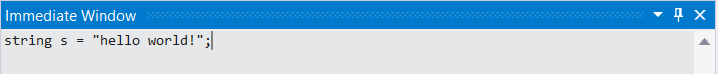 Immediate Window
string s = "hello world!";